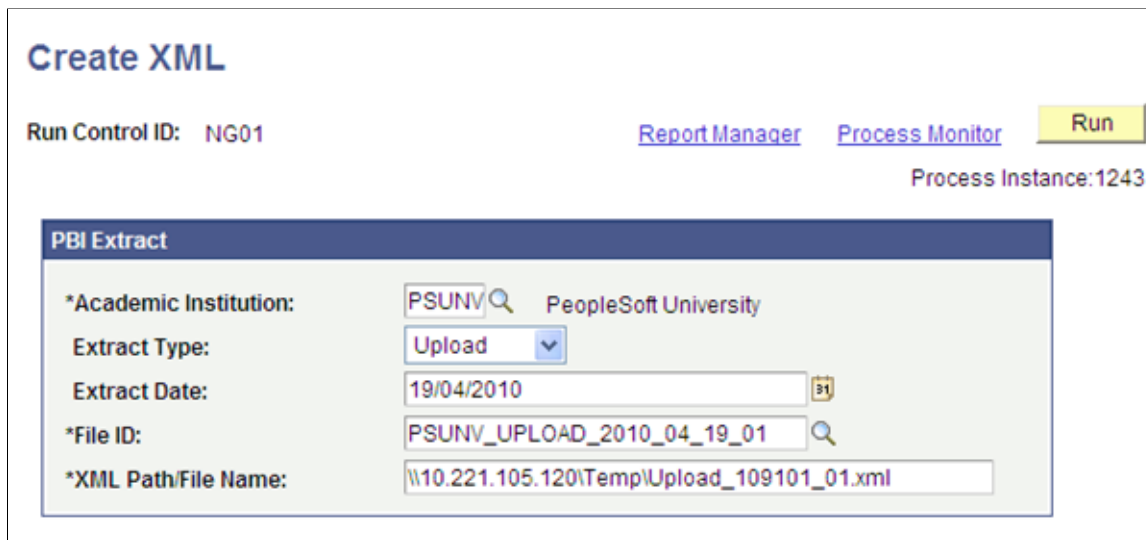 Create XML
Run Control ID: NG01 Report Manager Process Monitor Run
Process Instance:1243
PBI Extract
*Academic Institution: PSUNV PeopleSoft University
Extract Type: Upload
Extract Date: 19/04/2010 31
*File ID: PSUNV_UPLOAD_2010_04_19_01
*XML Path/File Name: \\10.221.105.120\Temp\Upload_109101_01.xml